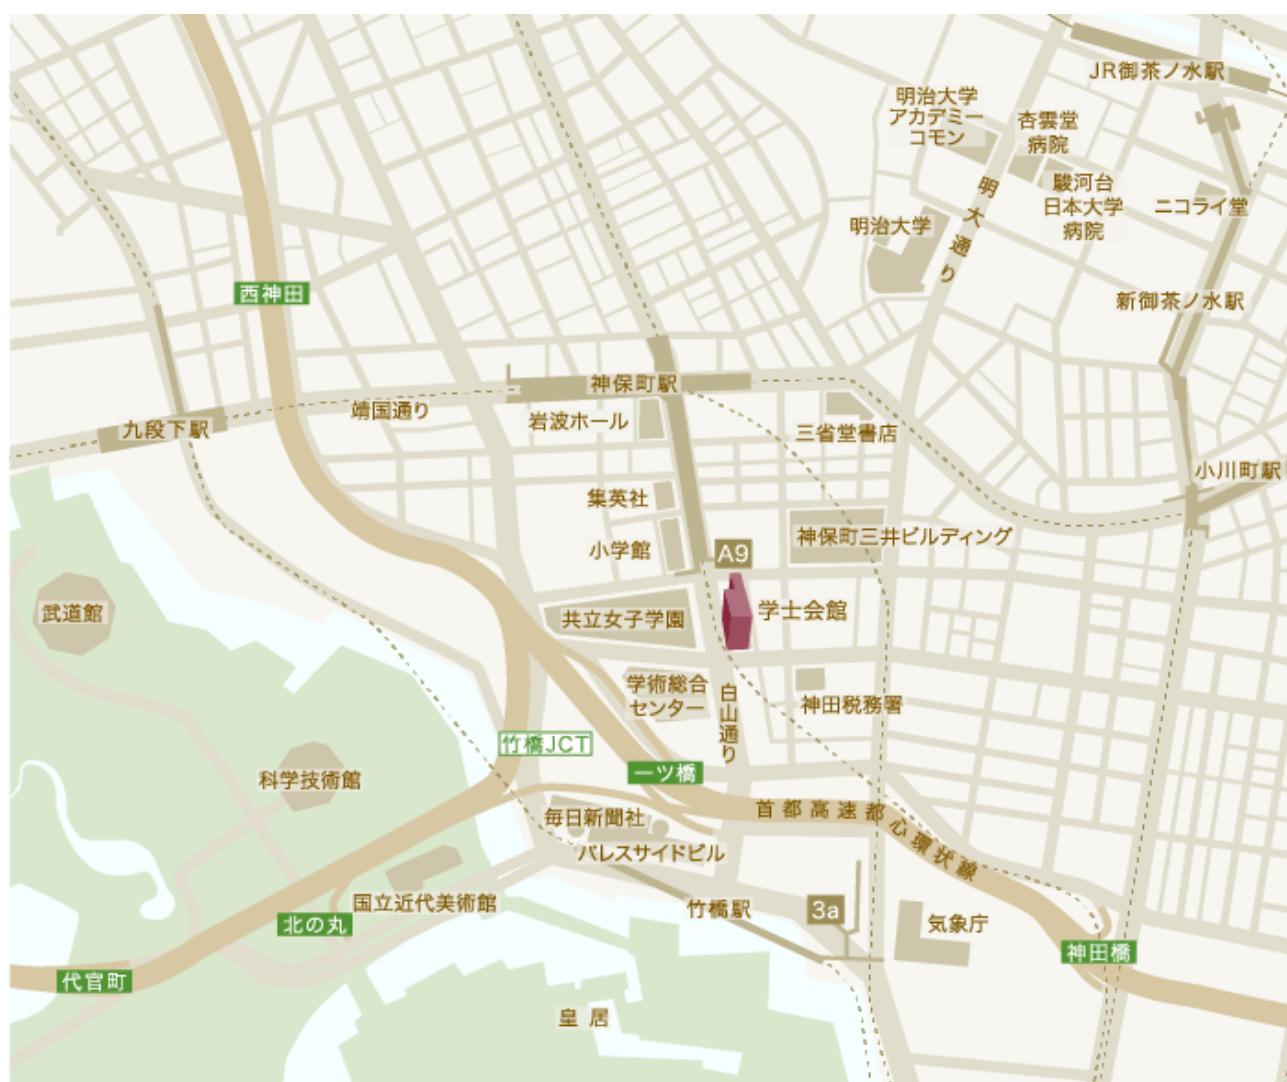 JR御茶ノ水駅
明治大学
アカデミー
コモン
杏雲堂
病院
駿河台
日本大学
病院
ニコライ堂
明治大学
明大通り
西神田
新御茶ノ水駅
神保町駅
靖国通り
岩波ホール
九段下駅
三省堂書店
小川町駅
集英社
神保町三井ビルディング
小学館
A9
武道館
共立女子学園
学士会館
学術総合
センター
白山通り
神田税務署
竹橋JCT
一ツ橋
科学技術館
首都高速都心環状線
毎日新聞社
パレスサイドビル
国立近代美術館
竹橋駅
3a
北の丸
気象庁
神田橋
代官町
皇居